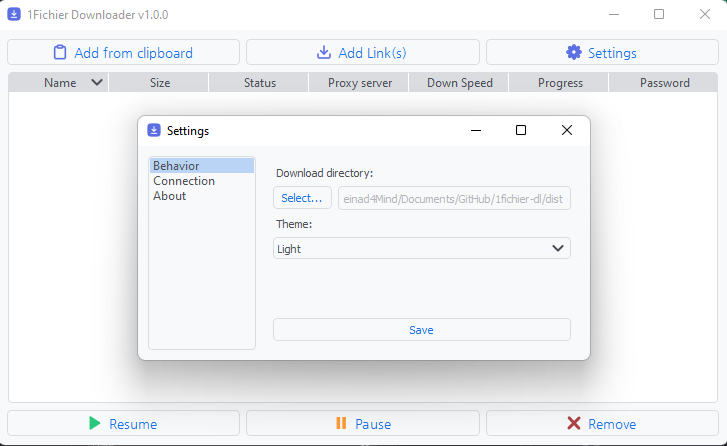 1Fichier Downloader v1.0.0
Add from clipboard
Add Link(s)
Settings
Name
Size
Status
Proxy server
Down Speed
Progress
Password
Settings
Behavior
Connection
About
Download directory:
Select...
einad4Mind/Documents/GitHub/1fichier-dl/dist
Theme:
Light
Save
Resume
Pause
Remove